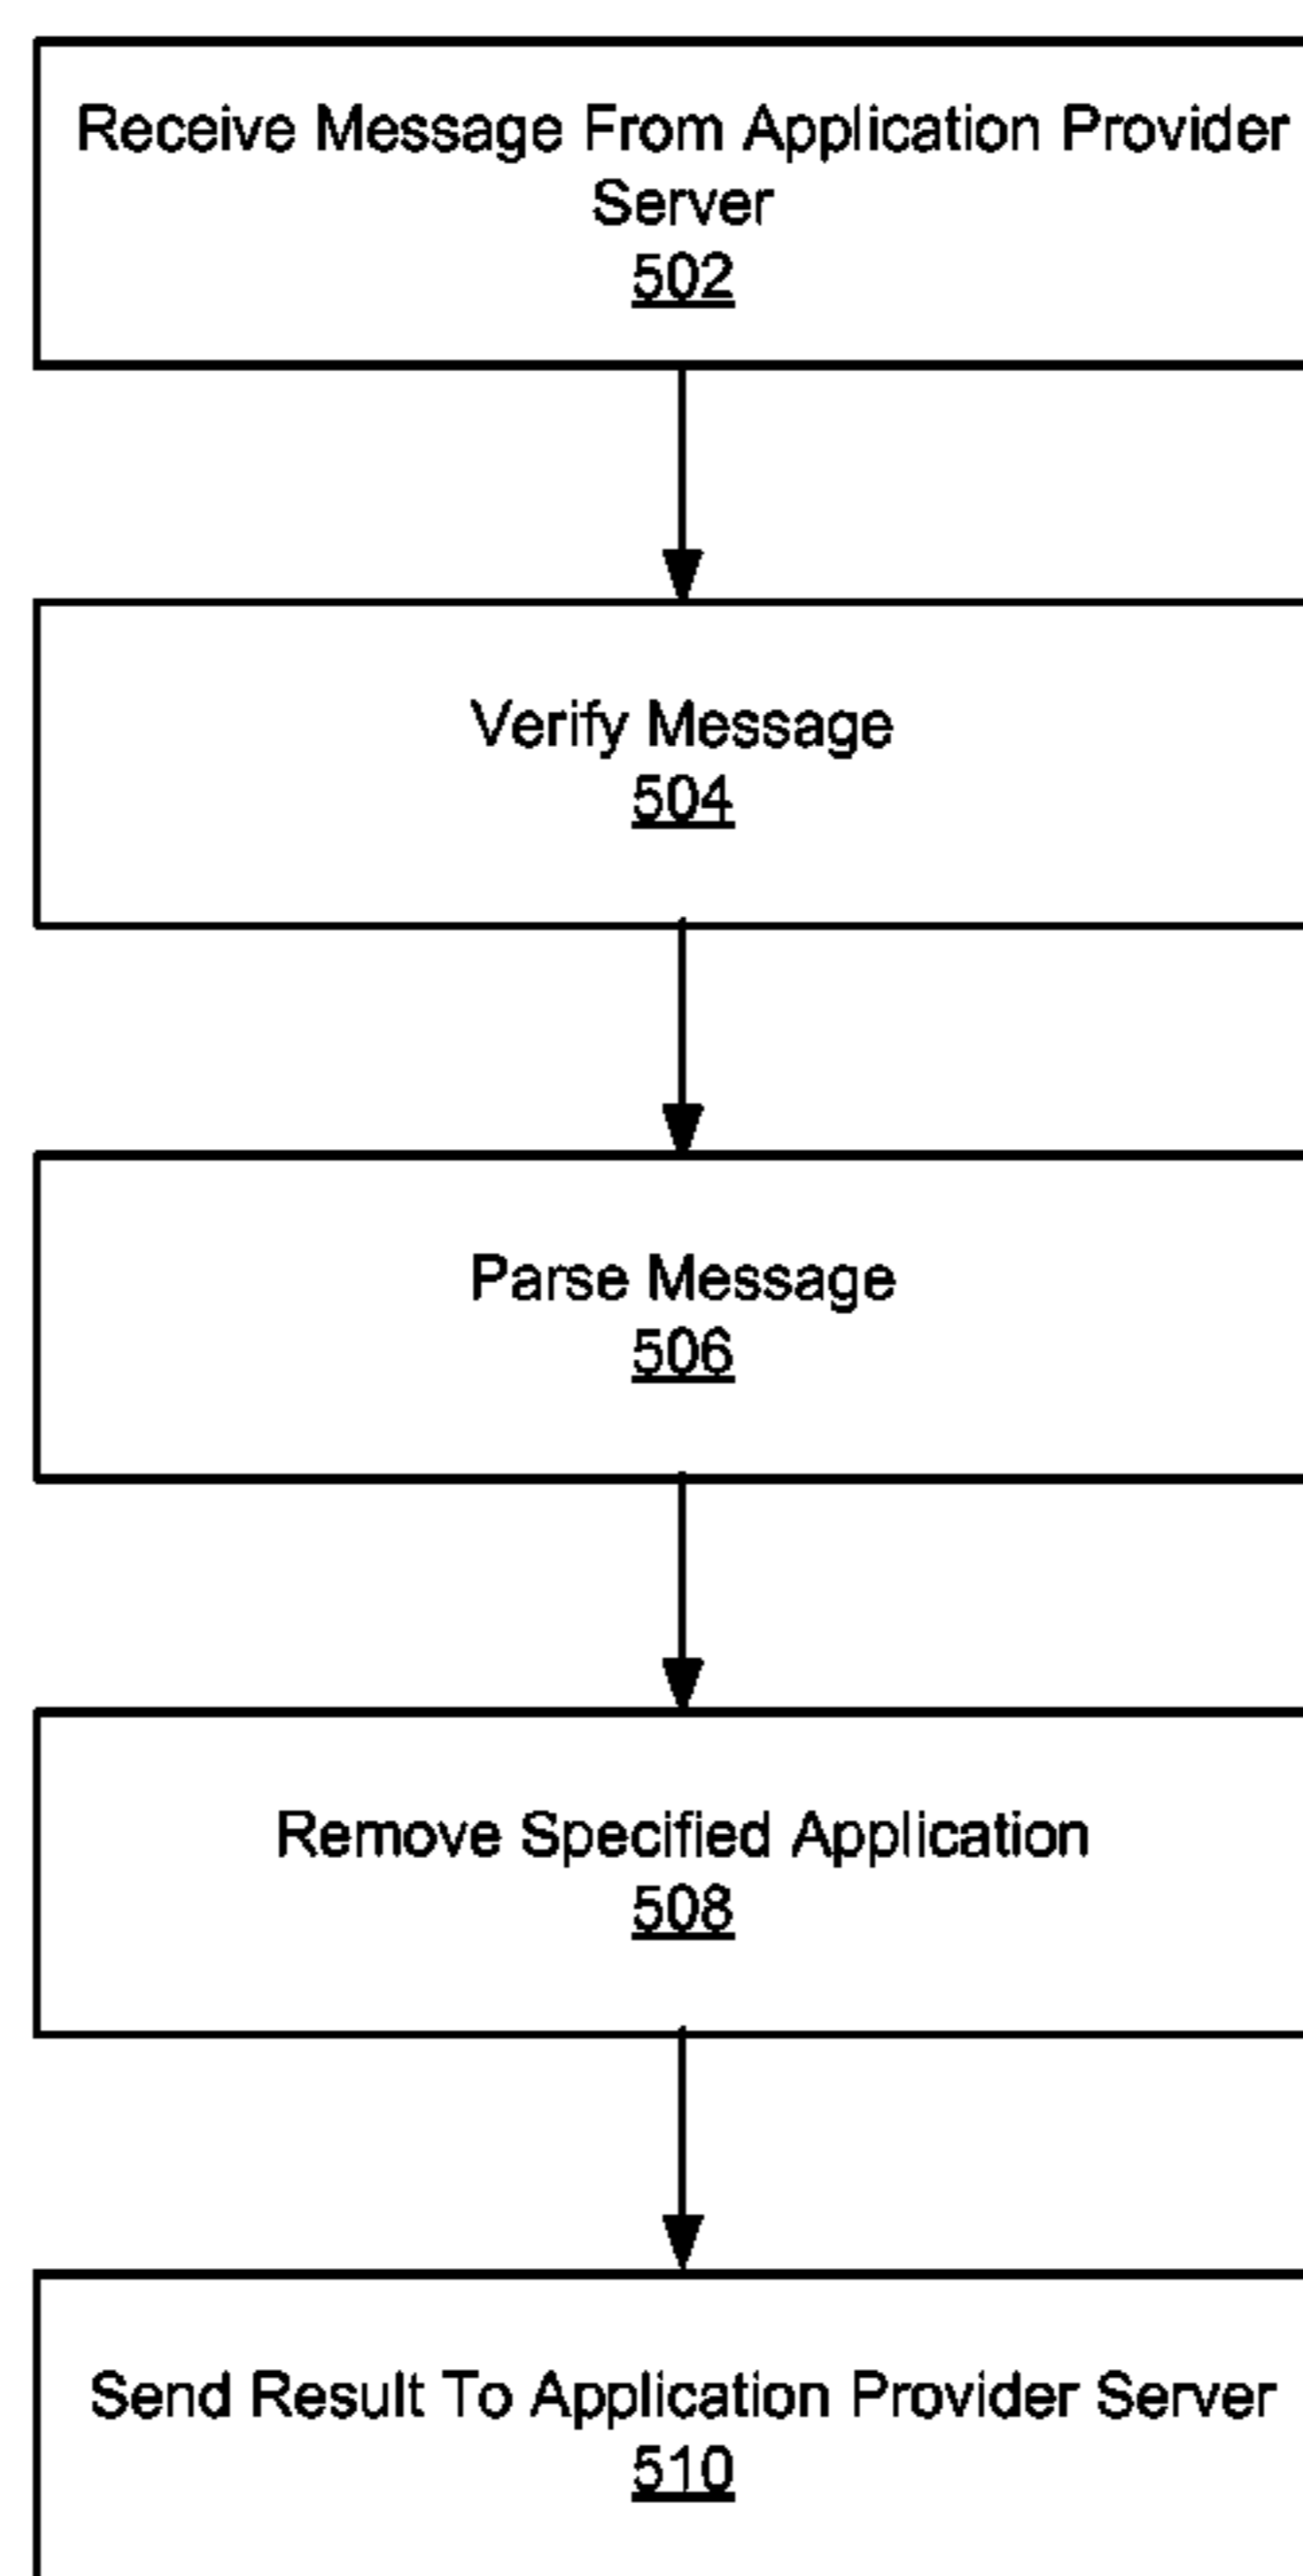 Receive Message From Application Provider
Server
502
Verify Message
504
Parse Message
506
Remove Specified Application
508
Send Result To Application Provider Server
510